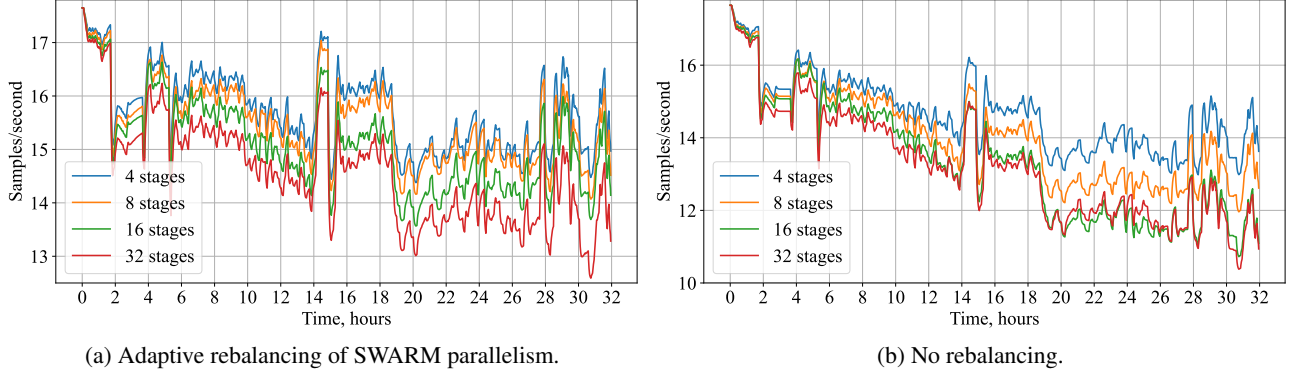 Samples/second
17
16
15
14
13
4 stages
8 stages
16 stages
32 stages
0 2 4 6 8 10 12 14 16 18 20 22 24 26 28 30 32
Time, hours
(a) Adaptive rebalancing of SWARM parallelism.
Samples/second
16
14
12
10
4 stages
8 stages
16 stages
32 stages
0 2 4 6 8 10 12 14 16 18 20 22 24 26 28 30 32
Time, hours
(b) No rebalancing.